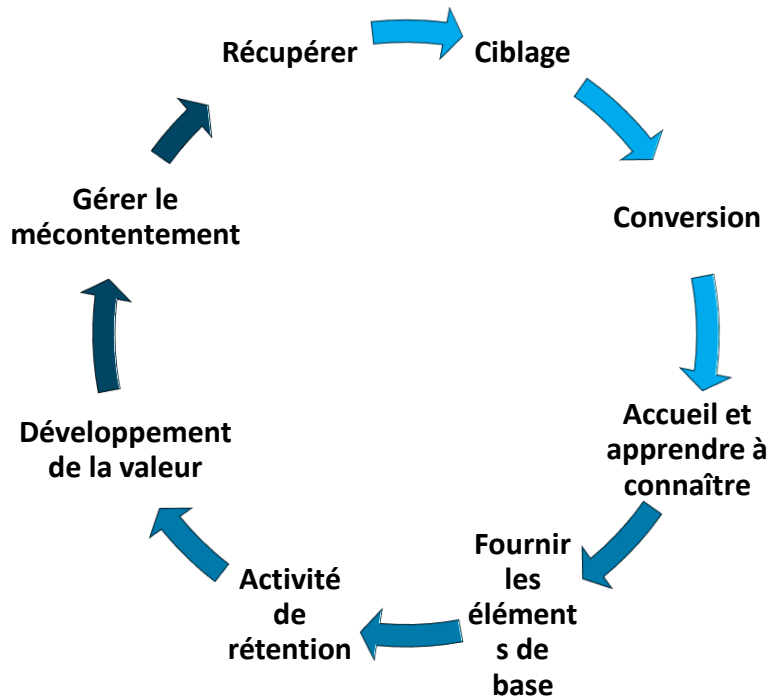 Récupérer
Ciblage
Conversion
Accueil et
apprendre à
connaître
Fournir
les
élément
s de
base
Activité
de
rétention
Développement
de la valeur
Gérer le
mécontentement